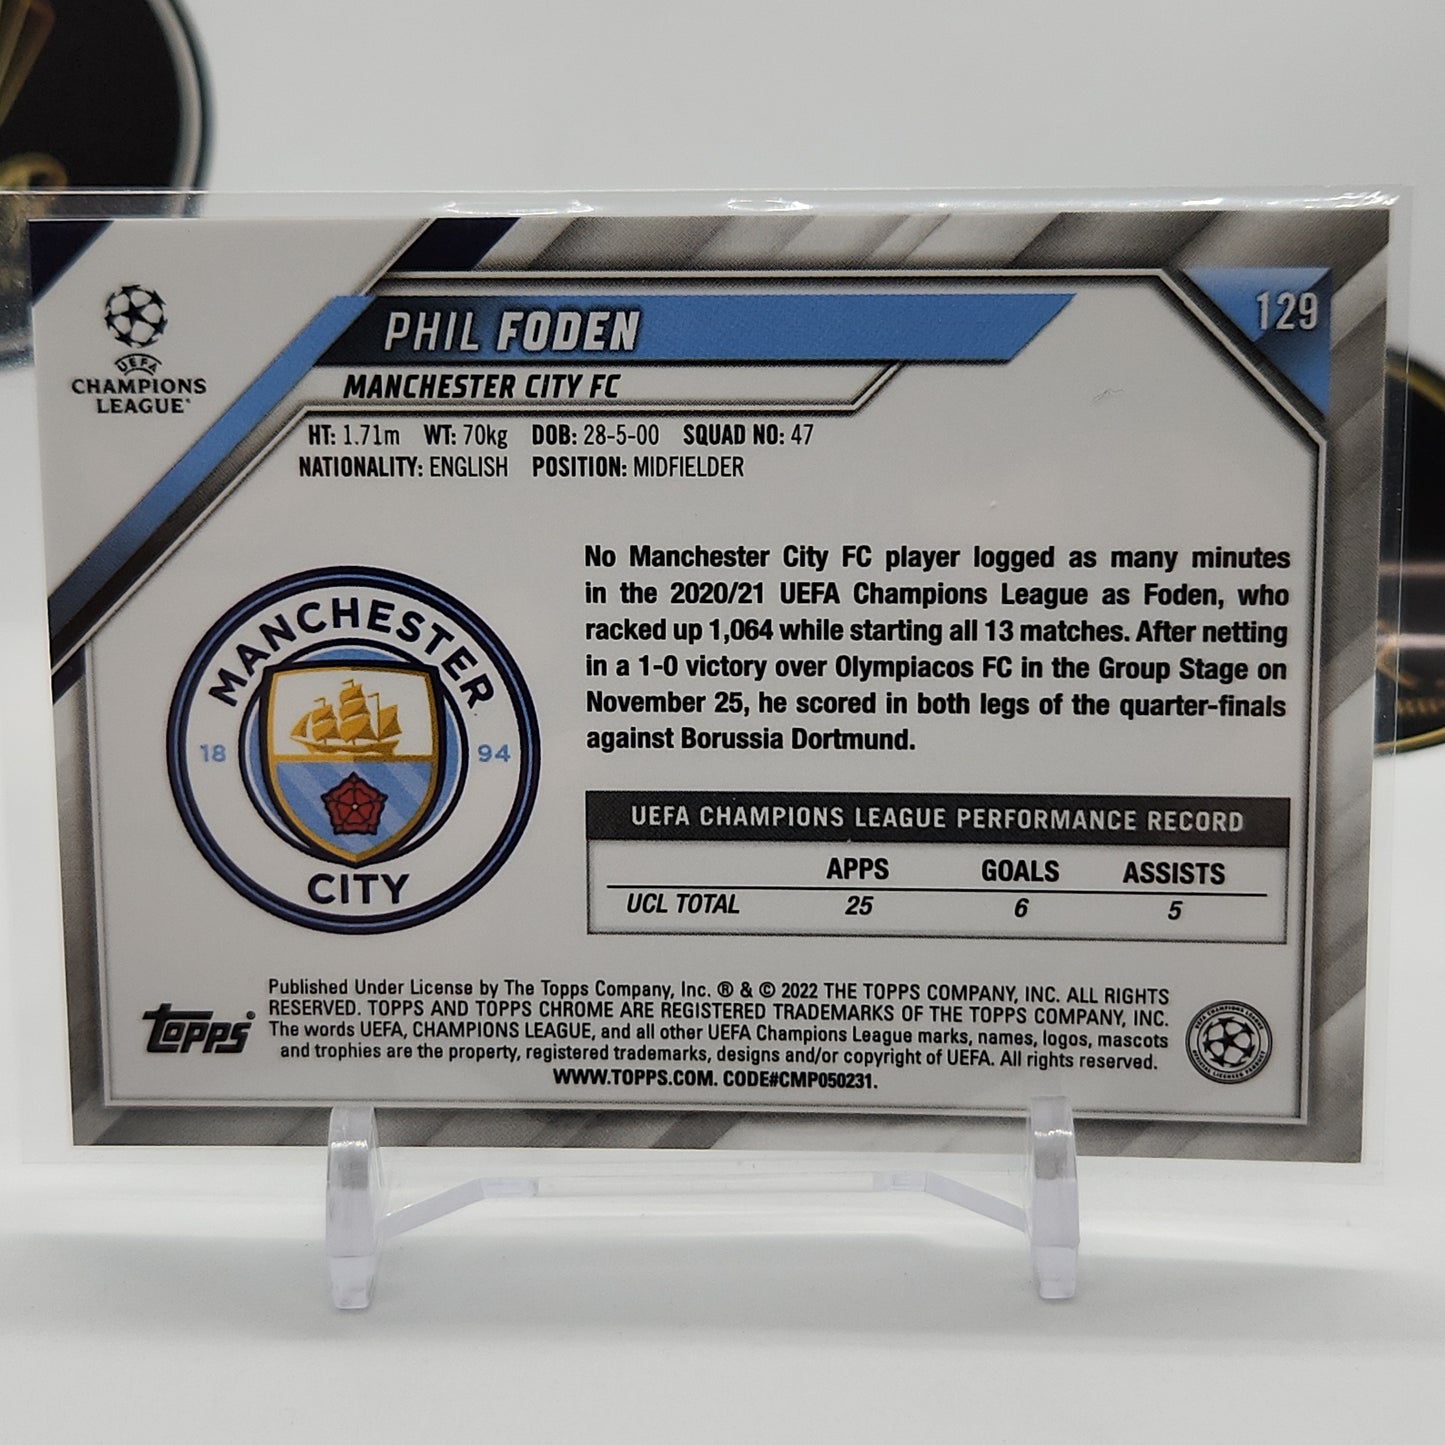 UEFA
CHAMPIONS
LEAGUE
129
PHIL FODEN
MANCHESTER CITY FC
HT: 1.71m WT: 70kg DOB: 28-5-00 SQUAD NO: 47
NATIONALITY: ENGLISH POSITION: MIDFIELDER
No Manchester City FC player logged as many minutes
in the 2020/21 UEFA Champions League as Foden, who
racked up 1,064 while starting all 13 matches. After netting
in a 1-0 victory over Olympiacos FC in the Group Stage on
November 25, he scored in both legs of the quarter-finals
against Borussia Dortmund.
MANCHESTER
18 94
CITY
UEFA CHAMPIONS LEAGUE PERFORMANCE RECORD
APPS GOALS ASSISTS
UCL TOTAL 25 6 5
topps®
Published Under License by The Topps Company, Inc. ® & © 2022 THE TOPPS COMPANY, INC. ALL RIGHTS
RESERVED. TOPPS AND TOPPS CHROME ARE REGISTERED TRADEMARKS OF THE TOPPS COMPANY, INC.
The words UEFA, CHAMPIONS LEAGUE, and all other UEFA Champions League marks, names, logos, mascots
and trophies are the property, registered trademarks, designs and/or copyright of UEFA. All rights reserved.
WWW.TOPPS.COM. CODE#CMP050231.